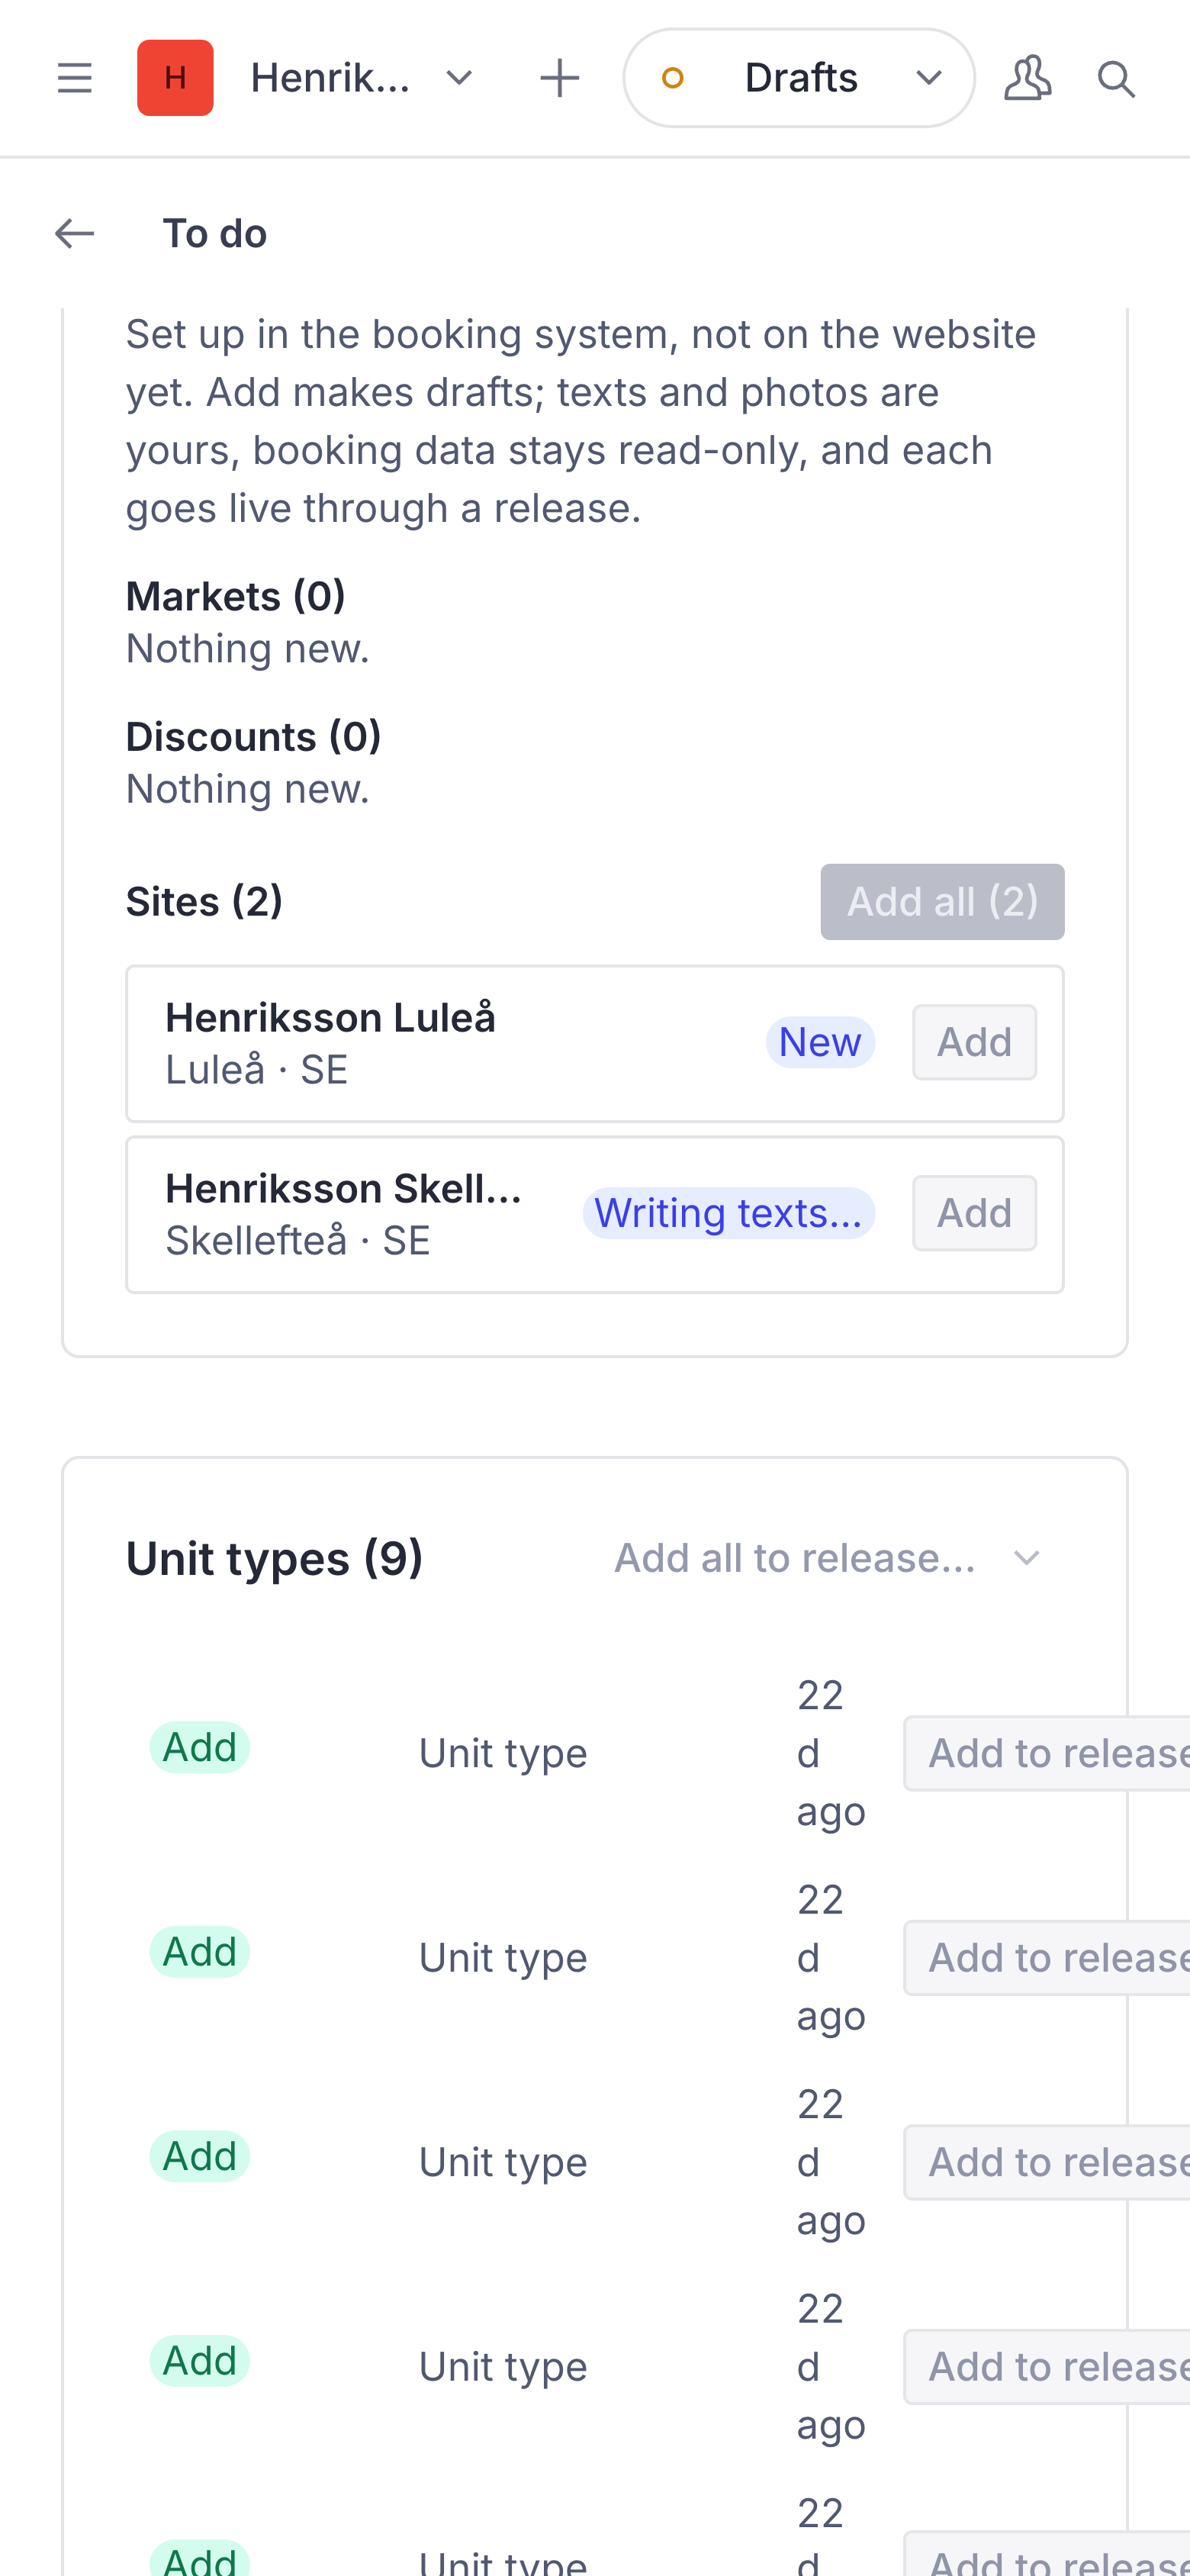 H
Henrik...
Drafts
To do
Set up in the booking system, not on the website
yet. Add makes drafts; texts and photos are
yours, booking data stays read-only, and each
goes live through a release.
Markets (0)
Nothing new.
Discounts (0)
Nothing new.
Sites (2)
Add all (2)
Henriksson Luleå
Luleå · SE
New
Add
Henriksson Skell...
Skellefteå · SE
Writing texts...
Add
Unit types (9)
Add all to release...
Add
Unit type
22
d
ago
Add to release
Add
Unit type
22
d
ago
Add to release
Add
Unit type
22
d
ago
Add to release
Add
Unit type
22
d
ago
Add to release
Add
Unit type
22
d
Add to release